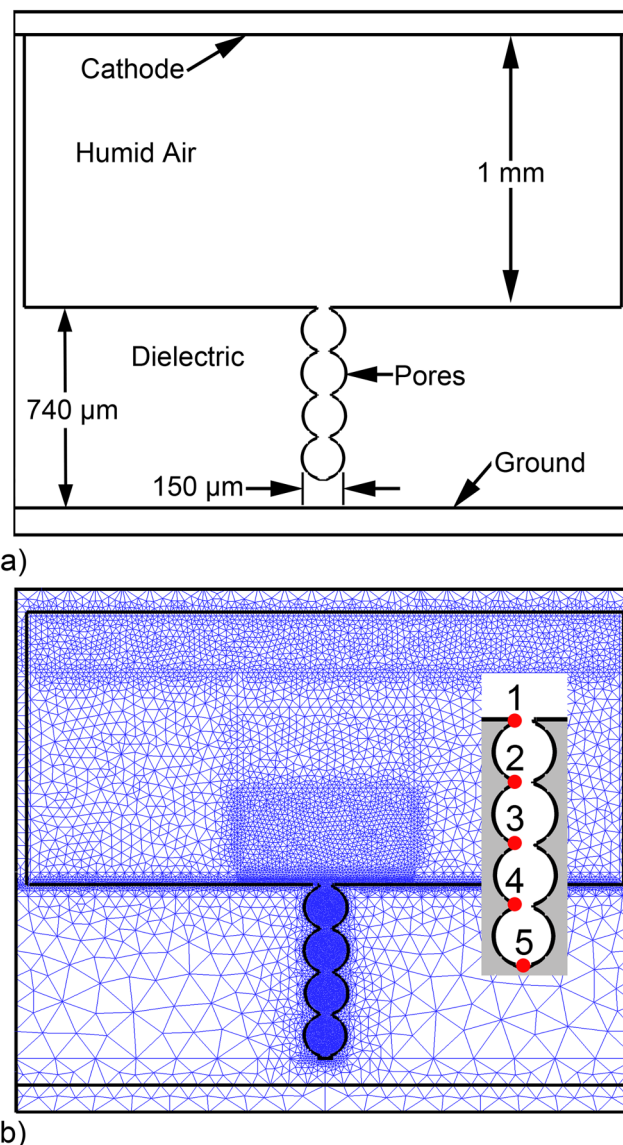 Cathode
Humid Air
1 mm
Dielectric
Pores
740 µm
Ground
150 µm
a)
1
2
3
4
5
b)